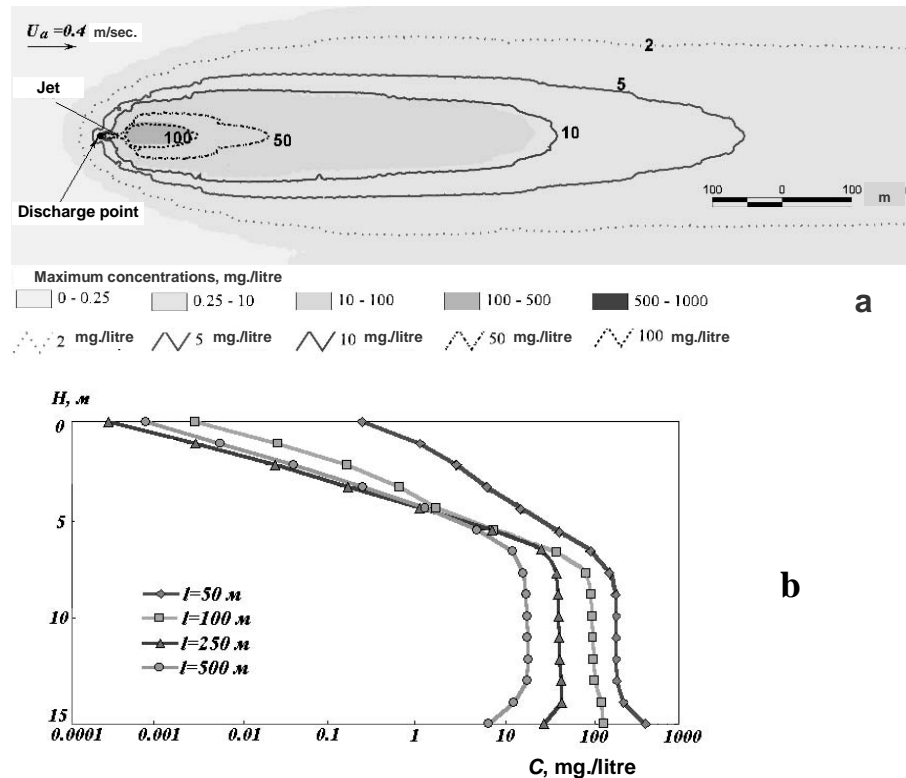 U a =0.4 m/sec.
Jet
Discharge point
2
5
10
50
100
100 0 100
m
Maximum concentrations, mg./litre
0 - 0.25 0.25 - 10 10 - 100 100 - 500 500 - 1000
2 mg./litre 5 mg./litre 10 mg./litre 50 mg./litre 100 mg./litre
a
H, м
0
5
10
15
l=50 м
l=100 м
l=250 м
l=500 м
b
0.0001 0.001 0.01 0.1 1 10 100 1000
C, mg./litre